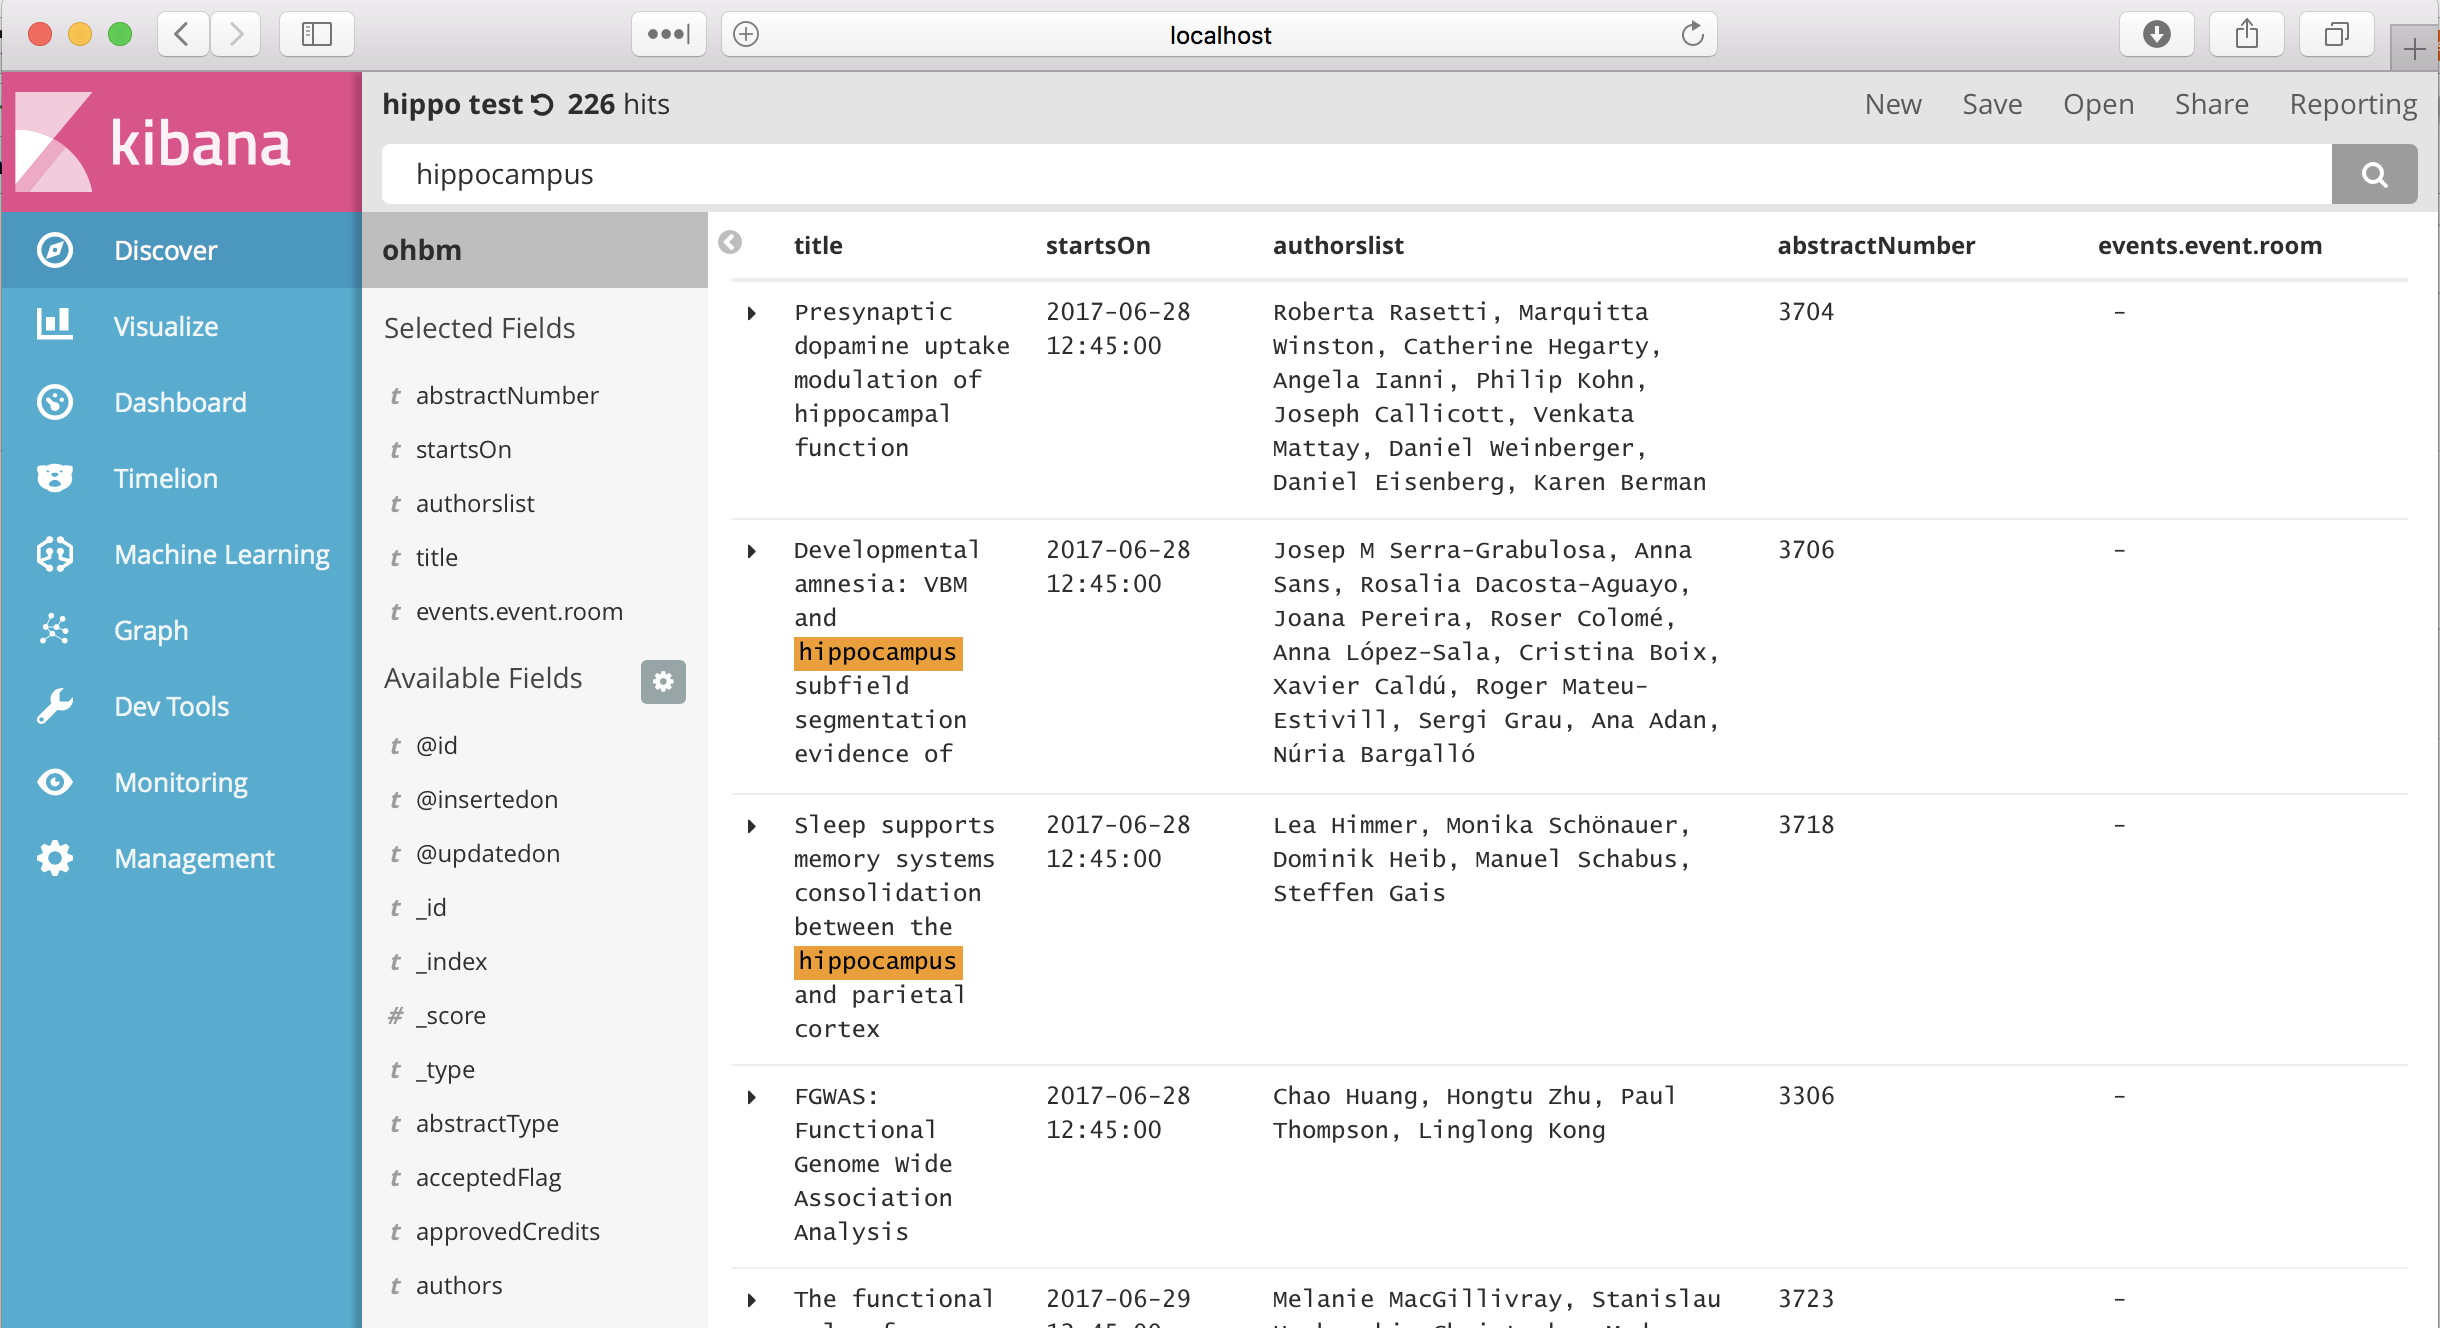 localhost
kibana
hippo test 226 hits
New Save Open Share Reporting
hippocampus
Discover
Visualize
Dashboard
Timelion
Machine Learning
Graph
Dev Tools
Monitoring
Management
ohbm
Selected Fields
t abstractNumber
t startsOn
t authorslist
t title
t events.event.room
Available Fields
t @id
t @insertedon
t @updatedon
t _id
t _index
# _score
t _type
t abstractType
t acceptedFlag
t approvedCredits
t authors
title startsOn authorslist abstractNumber events.event.room
Presynaptic
dopamine uptake
modulation of
hippocampal
function
2017-06-28
12:45:00
Roberta Rasetti, Marquitta
Winston, Catherine Hegarty,
Angela Ianni, Philip Kohn,
Joseph Callicott, Venkata
Mattay, Daniel Weinberger,
Daniel Eisenberg, Karen Berman
3704
-
Developmental
amnesia: VBM
and
hippocampus
subfield
segmentation
evidence of
2017-06-28
12:45:00
Josep M Serra-Grabulosa, Anna
Sans, Rosalia Dacosta-Aguayo,
Joana Pereira, Roser Colomé,
Anna López-Sala, Cristina Boix,
Xavier Caldú, Roger Mateu-
Estivill, Sergi Grau, Ana Adan,
Núria Bargalló
3706
-
Sleep supports
memory systems
consolidation
between the
hippocampus
and parietal
cortex
2017-06-28
12:45:00
Lea Himmer, Monika Schönauer,
Dominik Heib, Manuel Schabus,
Steffen Gais
3718
-
FGWAS:
Functional
Genome Wide
Association
Analysis
2017-06-28
12:45:00
Chao Huang, Hongtu Zhu, Paul
Thompson, Linglong Kong
3306
-
The functional
2017-06-29
12:45:00
Melanie MacGillivray, Stanislau
3723
-